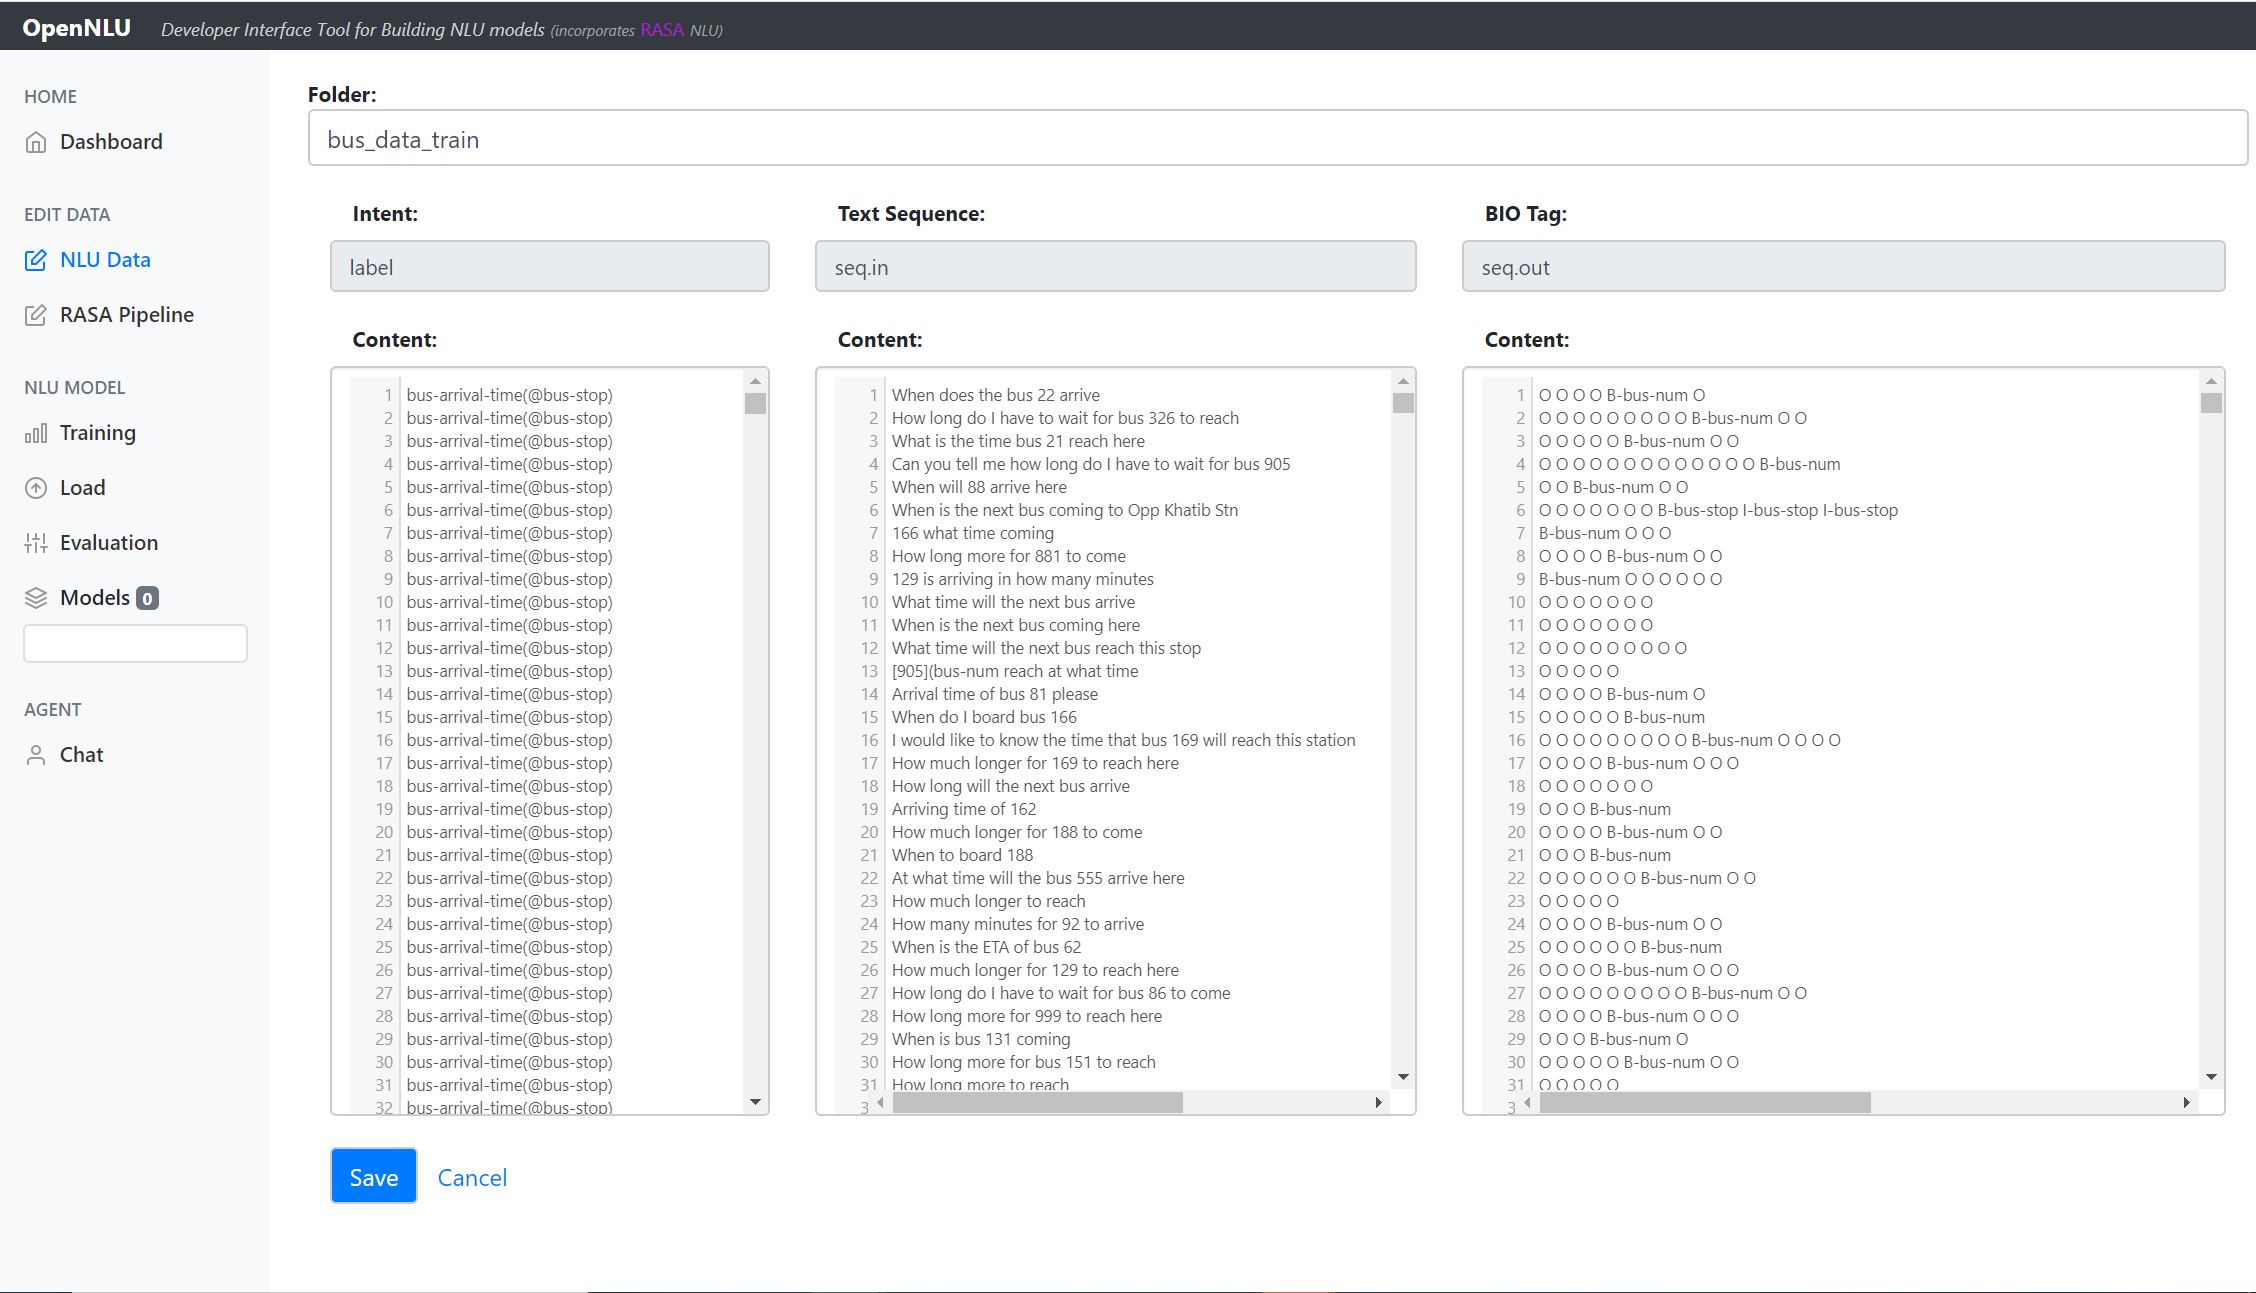 OpenNLU Developer Interface Tool for Building NLU models (incorporates RASA NLU)
HOME
Dashboard
EDIT DATA
NLU Data
RASA Pipeline
NLU MODEL
Training
Load
Evaluation
Models 0
AGENT
Chat
Folder:
bus_data_train
Intent:
label
Content:
1 bus-arrival-time(@bus-stop)
2 bus-arrival-time(@bus-stop)
3 bus-arrival-time(@bus-stop)
4 bus-arrival-time(@bus-stop)
5 bus-arrival-time(@bus-stop)
6 bus-arrival-time(@bus-stop)
7 bus-arrival-time(@bus-stop)
8 bus-arrival-time(@bus-stop)
9 bus-arrival-time(@bus-stop)
10 bus-arrival-time(@bus-stop)
11 bus-arrival-time(@bus-stop)
12 bus-arrival-time(@bus-stop)
13 bus-arrival-time(@bus-stop)
14 bus-arrival-time(@bus-stop)
15 bus-arrival-time(@bus-stop)
16 bus-arrival-time(@bus-stop)
17 bus-arrival-time(@bus-stop)
18 bus-arrival-time(@bus-stop)
19 bus-arrival-time(@bus-stop)
20 bus-arrival-time(@bus-stop)
21 bus-arrival-time(@bus-stop)
22 bus-arrival-time(@bus-stop)
23 bus-arrival-time(@bus-stop)
24 bus-arrival-time(@bus-stop)
25 bus-arrival-time(@bus-stop)
26 bus-arrival-time(@bus-stop)
27 bus-arrival-time(@bus-stop)
28 bus-arrival-time(@bus-stop)
29 bus-arrival-time(@bus-stop)
30 bus-arrival-time(@bus-stop)
31 bus-arrival-time(@bus-stop)
32 bus-arrival-time(@bus-stop)
Text Sequence:
seq.in
Content:
1 When does the bus 22 arrive
2 How long do I have to wait for bus 326 to reach
3 What is the time bus 21 reach here
4 Can you tell me how long do I have to wait for bus 905
5 When will 88 arrive here
6 When is the next bus coming to Opp Khatib Stn
7 166 what time coming
8 How long more for 881 to come
9 129 is arriving in how many minutes
10 What time will the next bus arrive
11 When is the next bus coming here
12 What time will the next bus reach this stop
13 [905](bus-num reach at what time
14 Arrival time of bus 81 please
15 When do I board bus 166
16 I would like to know the time that bus 169 will reach this station
17 How much longer for 169 to reach here
18 How long will the next bus arrive
19 Arriving time of 162
20 How much longer for 188 to come
21 When to board 188
22 At what time will the bus 555 arrive here
23 How much longer to reach
24 How many minutes for 92 to arrive
25 When is the ETA of bus 62
26 How much longer for 129 to reach here
27 How long do I have to wait for bus 86 to come
28 How long more for 999 to reach here
29 When is bus 131 coming
30 How long more for bus 151 to reach
31 How long more to reach
3
BIO Tag:
seq.out
Content:
1 O O O O B-bus-num O
2 O O O O O O O O O B-bus-num O O
3 O O O O O B-bus-num O O
4 O O O O O O O O O O O O O B-bus-num
5 O O B-bus-num O O
6 O O O O O O O B-bus-stop I-bus-stop I-bus-stop
7 B-bus-num O O O
8 O O O O B-bus-num O O
9 B-bus-num O O O O O O
10 O O O O O O O
11 O O O O O O O
12 O O O O O O O O O
13 O O O O O
14 O O O O B-bus-num O
15 O O O O O B-bus-num
16 O O O O O O O O O B-bus-num O O O O
17 O O O O B-bus-num O O O
18 O O O O O O O
19 O O O B-bus-num
20 O O O O B-bus-num O O
21 O O O B-bus-num
22 O O O O O O B-bus-num O O
23 O O O O O
24 O O O O B-bus-num O O
25 O O O O O O B-bus-num
26 O O O O B-bus-num O O O
27 O O O O O O O O O B-bus-num O O
28 O O O O B-bus-num O O O
29 O O O B-bus-num O
30 O O O O O B-bus-num O O
31 O O O O O
3
Save Cancel